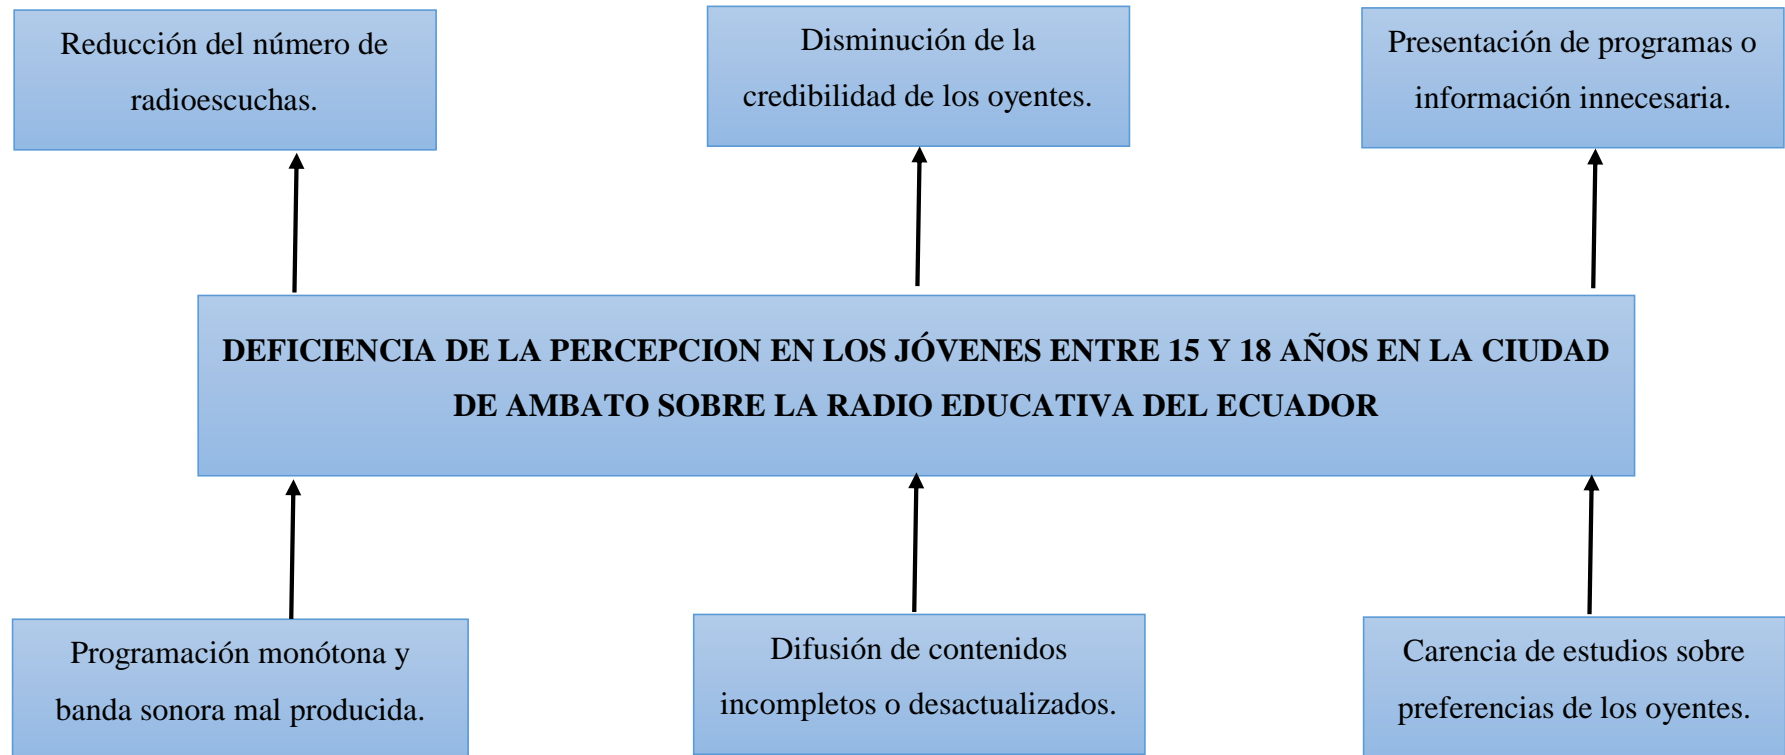 Reducción del número de
radioescuchas.
Disminución de la
credibilidad de los oyentes.
Presentación de programas o
información innecesaria.
DEFICIENCIA DE LA PERCEPCION EN LOS JÓVENES ENTRE 15 Y 18 AÑOS EN LA CIUDAD
DE AMBATO SOBRE LA RADIO EDUCATIVA DEL ECUADOR
Programación monótona y
banda sonora mal producida.
Difusión de contenidos
incompletos o desactualizados.
Carencia de estudios sobre
preferencias de los oyentes.